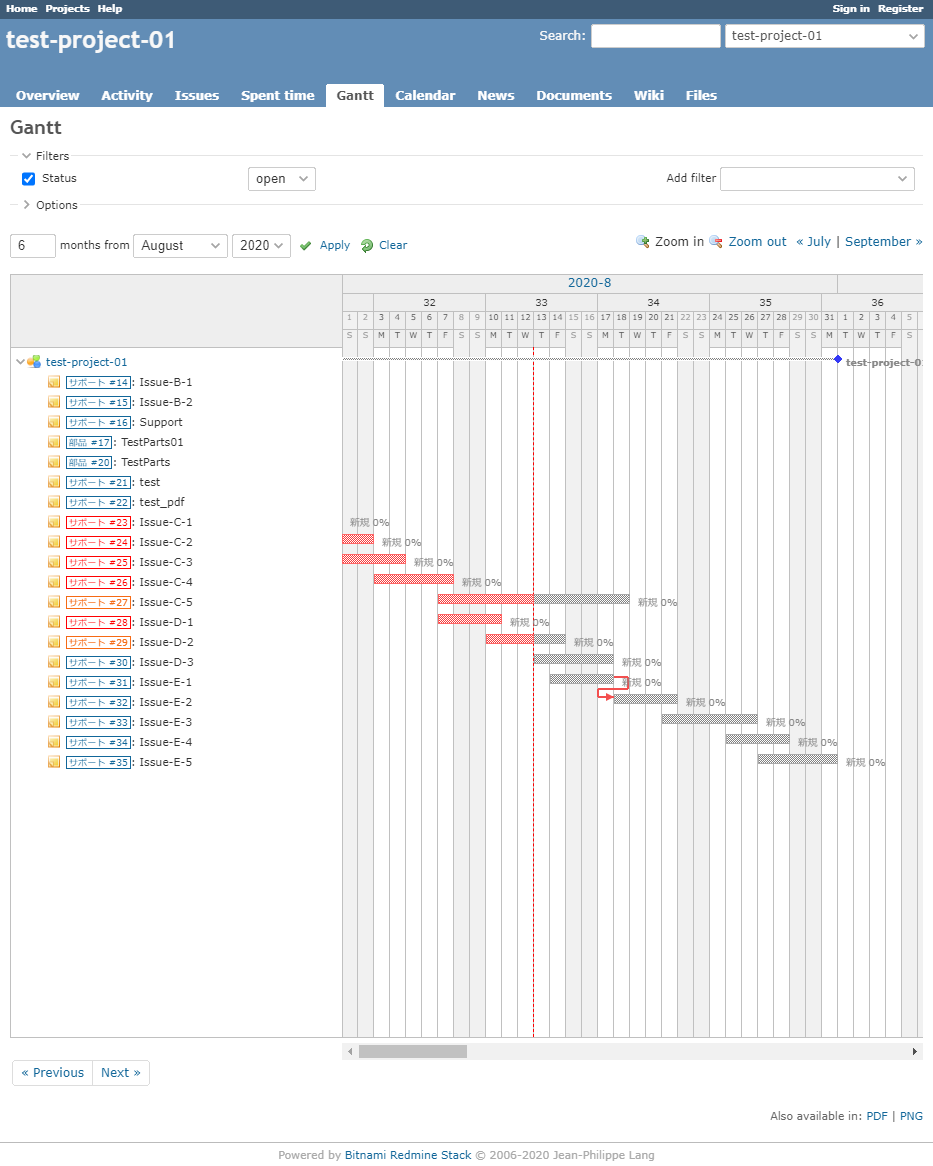 Home Projects Help Sign in Register
test-project-01 Search: test-project-01
Overview Activity Issues Spent time Gantt Calendar News Documents Wiki Files
Gantt
Filters
Status open Add filter
Options
6 months from August 2020 Apply Clear Zoom in Zoom out « July | September »
2020-8
32 33 34 35 36
1 2 3 4 5 6 7 8 9 10 11 12 13 14 15 16 17 18 19 20 21 22 23 24 25 26 27 28 29 30 31 1 2 3 4 5
S S M T W T F S S M T W T F S S M T W T F S S M T W T F S S M T W T F S
test-project-01 test-project-01
サポート #14: Issue-B-1
サポート #15: Issue-B-2
サポート #16: Support
部品 #17: TestParts01
部品 #20: TestParts
サポート #21: test
サポート #22: test_pdf
サポート #23: Issue-C-1 新規 0%
サポート #24: Issue-C-2 新規 0%
サポート #25: Issue-C-3 新規 0%
サポート #26: Issue-C-4 新規 0%
サポート #27: Issue-C-5 新規 0%
サポート #28: Issue-D-1 新規 0%
サポート #29: Issue-D-2 新規 0%
サポート #30: Issue-D-3 新規 0%
サポート #31: Issue-E-1 新規 0%
サポート #32: Issue-E-2 新規 0%
サポート #33: Issue-E-3 新規 0%
サポート #34: Issue-E-4 新規 0%
サポート #35: Issue-E-5 新規 0%
« Previous Next »
Also available in: PDF | PNG
Powered by Bitnami Redmine Stack © 2006-2020 Jean-Philippe Lang